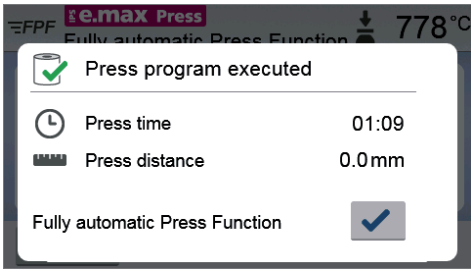 FPF IPS e.max Press 778°C
Fully automatic Press Function
Press program executed
Press time 01:09
Press distance 0.0 mm
Fully automatic Press Function